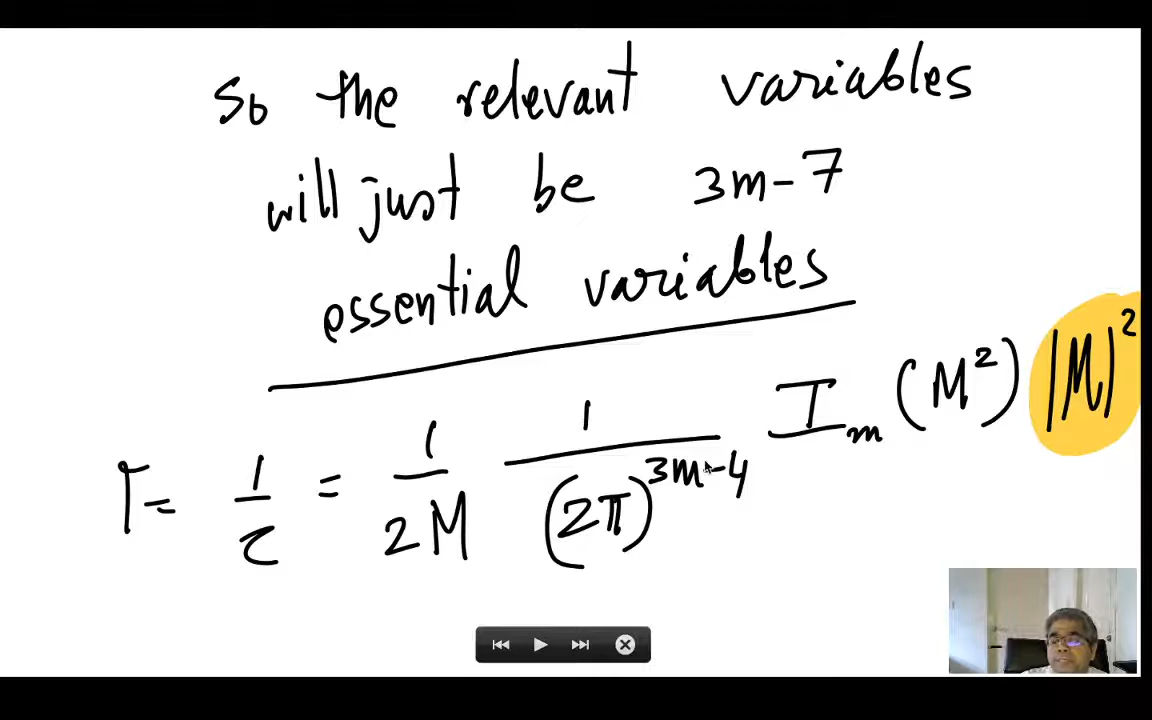 So the relevant variables
will just be 3m-7
essential variables
Γ = 1/τ = 1/2M 1/(2π)^{3m-4} I_m (M²) |M|²